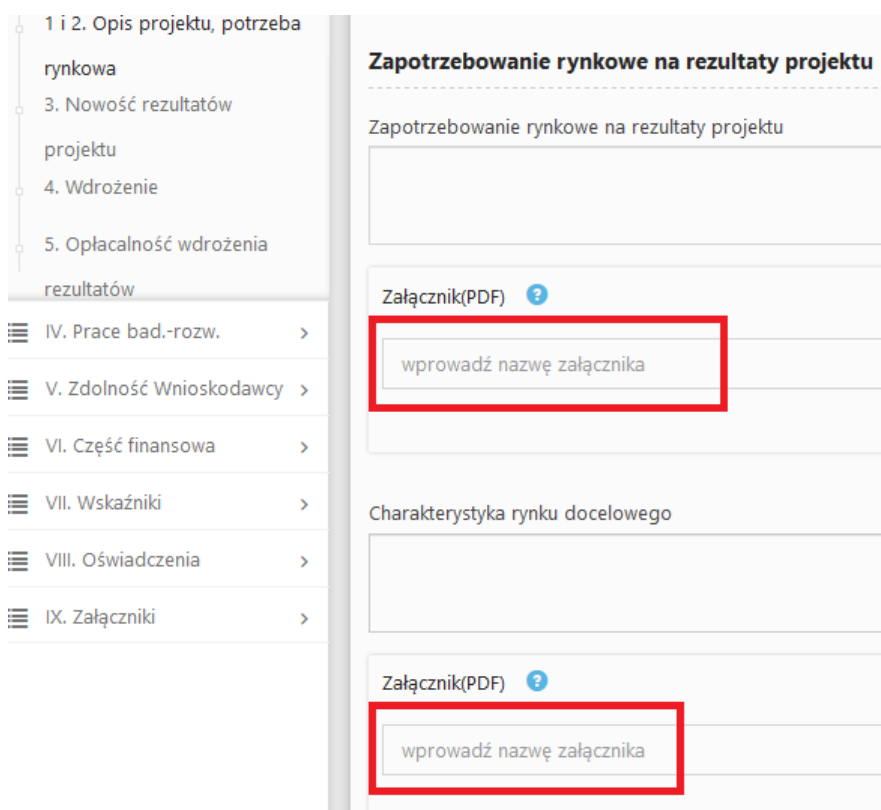 1 i 2. Opis projektu, potrzeba
rynkowa
3. Nowość rezultatów
projektu
4. Wdrożenie
5. Opłacalność wdrożenia
rezultatów
IV. Prace bad.-rozw.
V. Zdolność Wnioskodawcy
VI. Część finansowa
VII. Wskaźniki
VIII. Oświadczenia
IX. Załączniki
Zapotrzebowanie rynkowe na rezultaty projektu
Zapotrzebowanie rynkowe na rezultaty projektu
Załącznik(PDF) ?
wprowadź nazwę załącznika
Charakterystyka rynku docelowego
Załącznik(PDF) ?
wprowadź nazwę załącznika